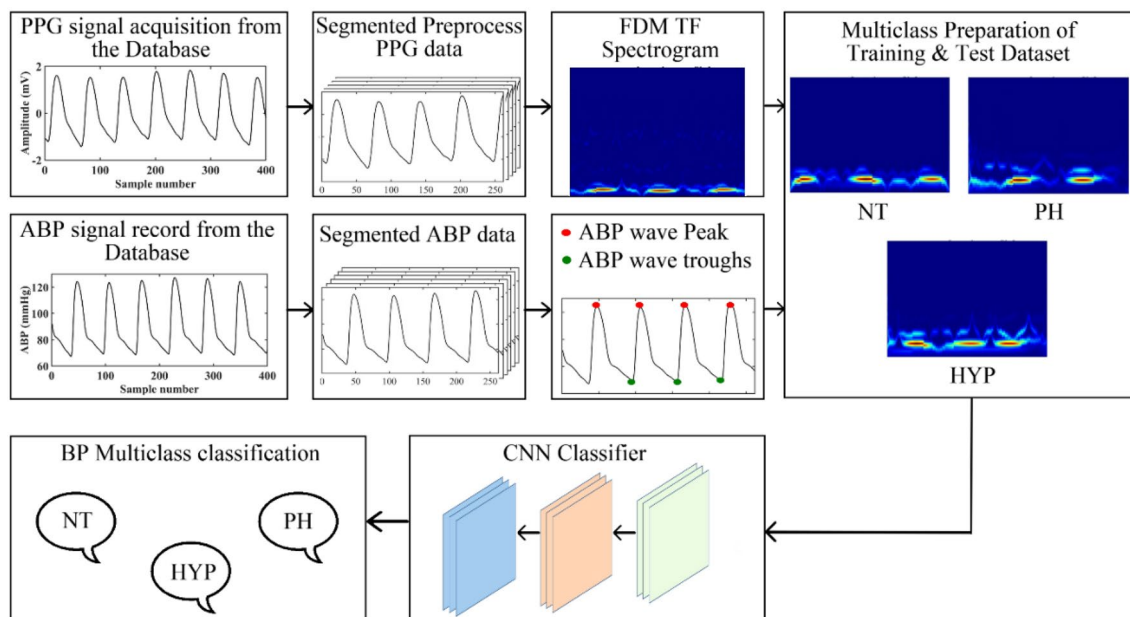 PPG signal acquisition from
the Database
2
0
-2
Amplitude (mV)
0
100
200
300
400
Sample number
Segmented Preprocess
PPG data
0
50
100
150
200
250
FDM TF
Spectrogram
Multiclass Preparation of
Training & Test Dataset
NT
PH
HYP
ABP signal record from the
Database
120
100
80
60
ABP (mmHg)
0
100
200
300
400
Sample number
Segmented ABP data
50
100
150
200
250
ABP wave Peak
ABP wave troughs
BP Multiclass classification
NT
PH
HYP
CNN Classifier